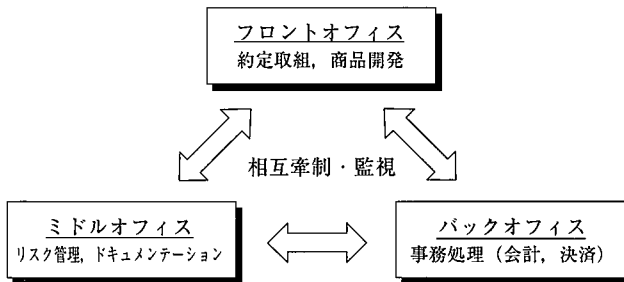 フロントオフィス
約定取組，商品開発
相互牽制・監視
ミドルオフィス
リスク管理，ドキュメンテーション
バックオフィス
事務処理（会計，決済）